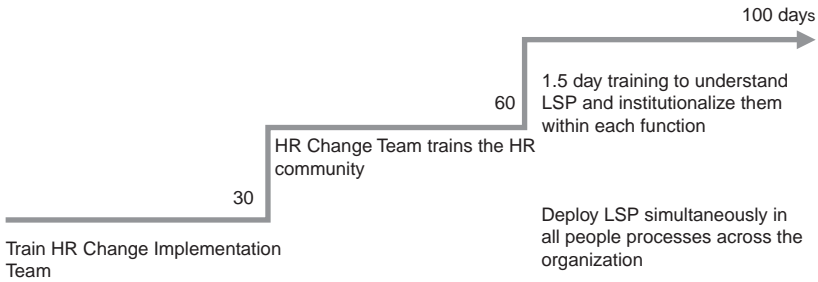 100 days
1.5 day training to understand
LSP and institutionalize them
within each function
60
HR Change Team trains the HR
community
30
Deploy LSP simultaneously in
all people processes across the
organization
Train HR Change Implementation
Team